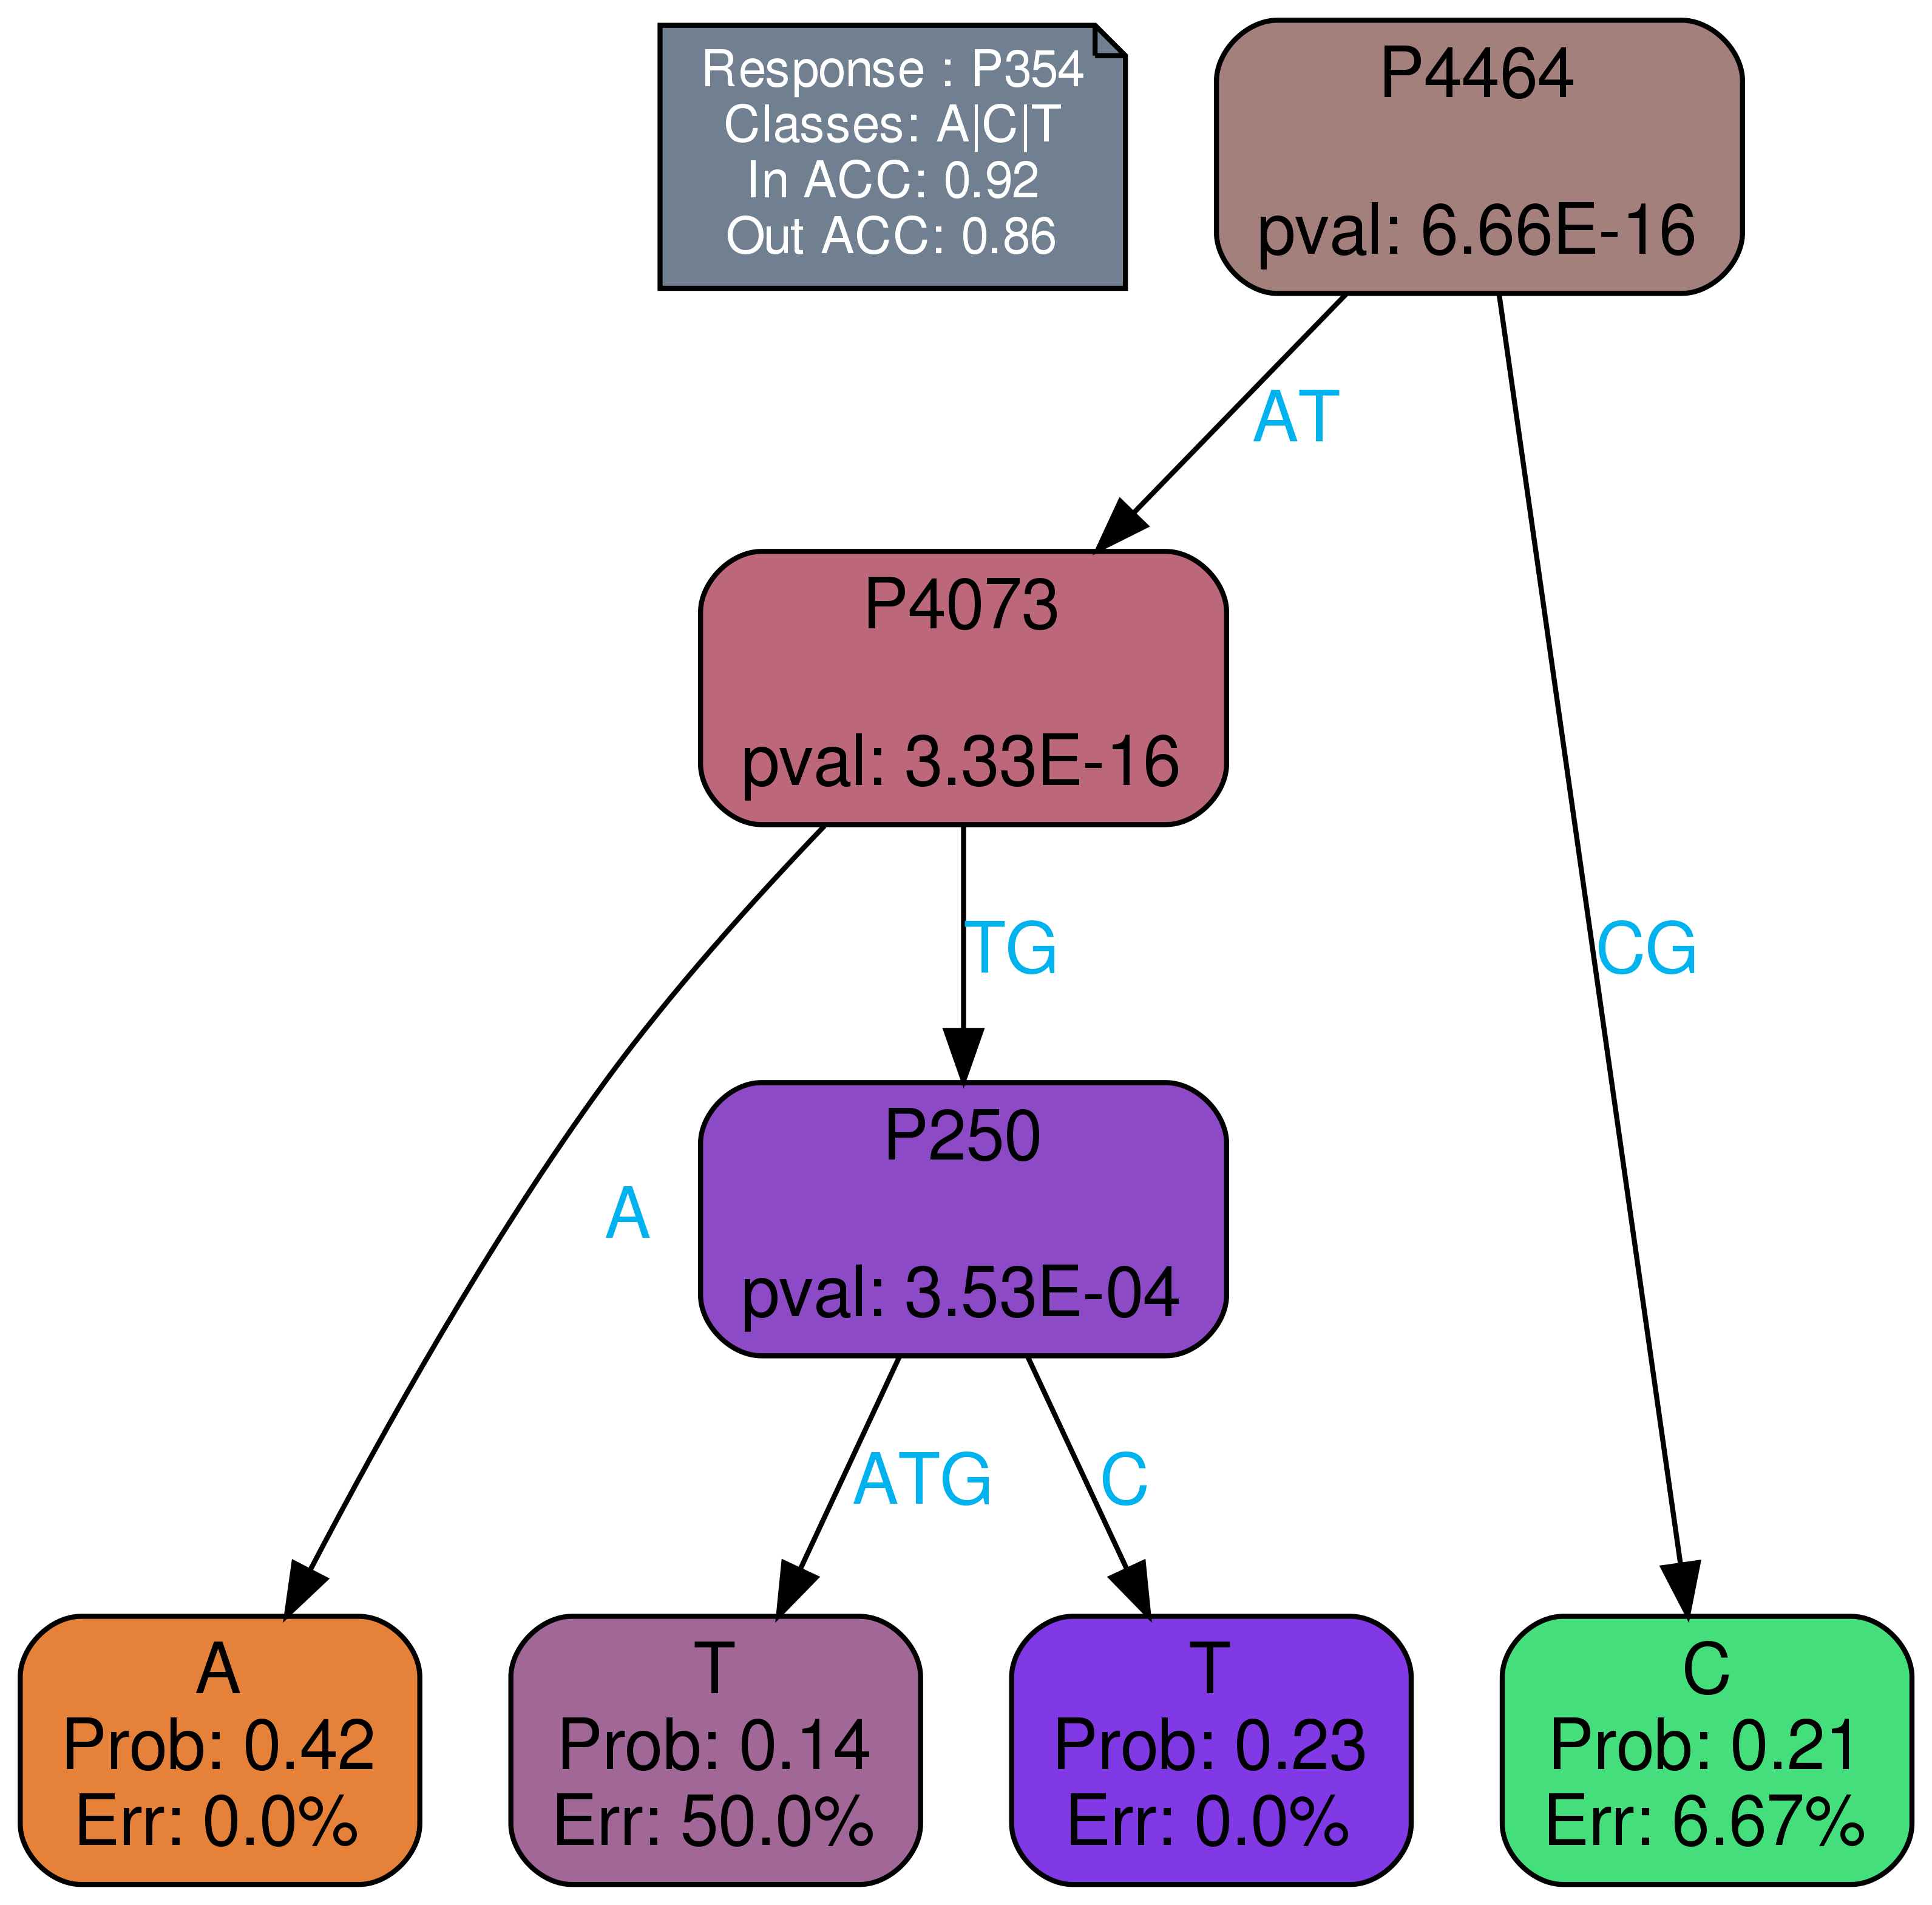 Response : P354
Classes: A|C|T
In ACC: 0.92
Out ACC: 0.86
P4464
pval: 6.66E-16
AT
P4073
pval: 3.33E-16
TG
CG
P250
pval: 3.53E-04
A
ATG
C
A
Prob: 0.42
Err: 0.0%
T
Prob: 0.14
Err: 50.0%
T
Prob: 0.23
Err: 0.0%
C
Prob: 0.21
Err: 6.67%